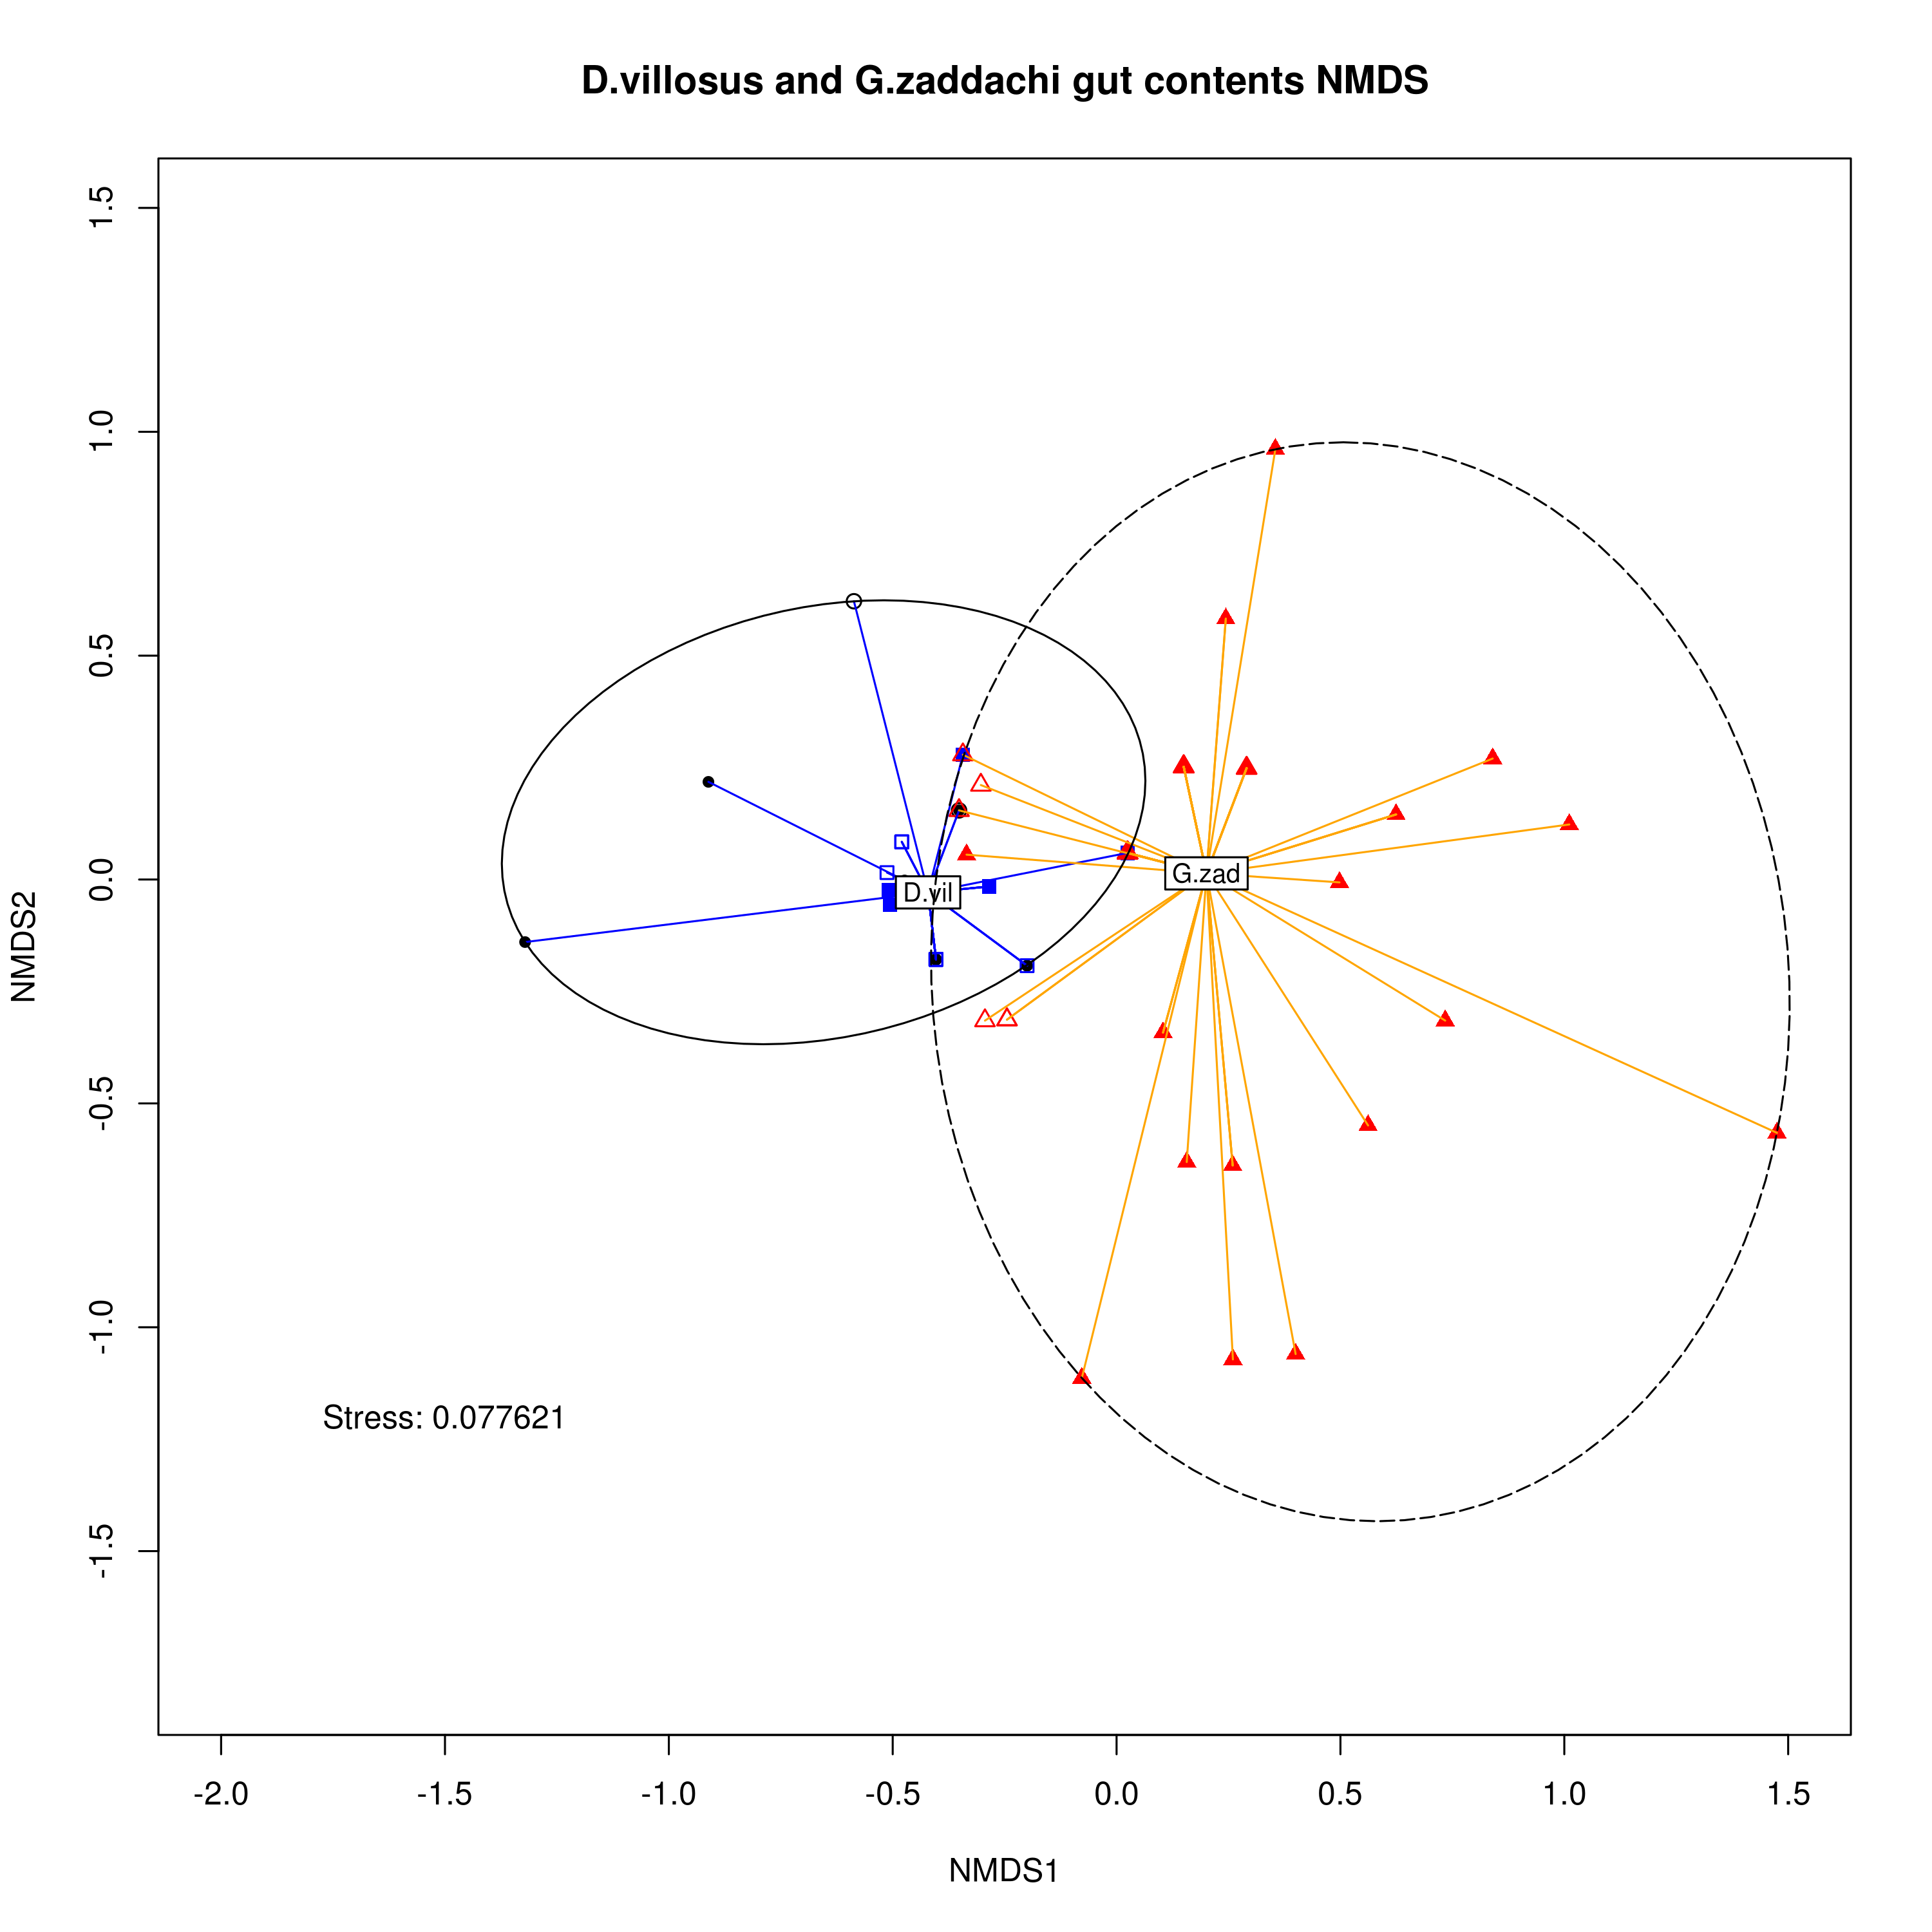 D.villosus and G.zaddachi gut contents NMDS
1.5
1.0
0.5
0.0
-0.5
-1.0
-1.5
NMDS2
D.vil
G.zad
Stress: 0.077621
-2.0 -1.5 -1.0 -0.5 0.0 0.5 1.0 1.5
NMDS1